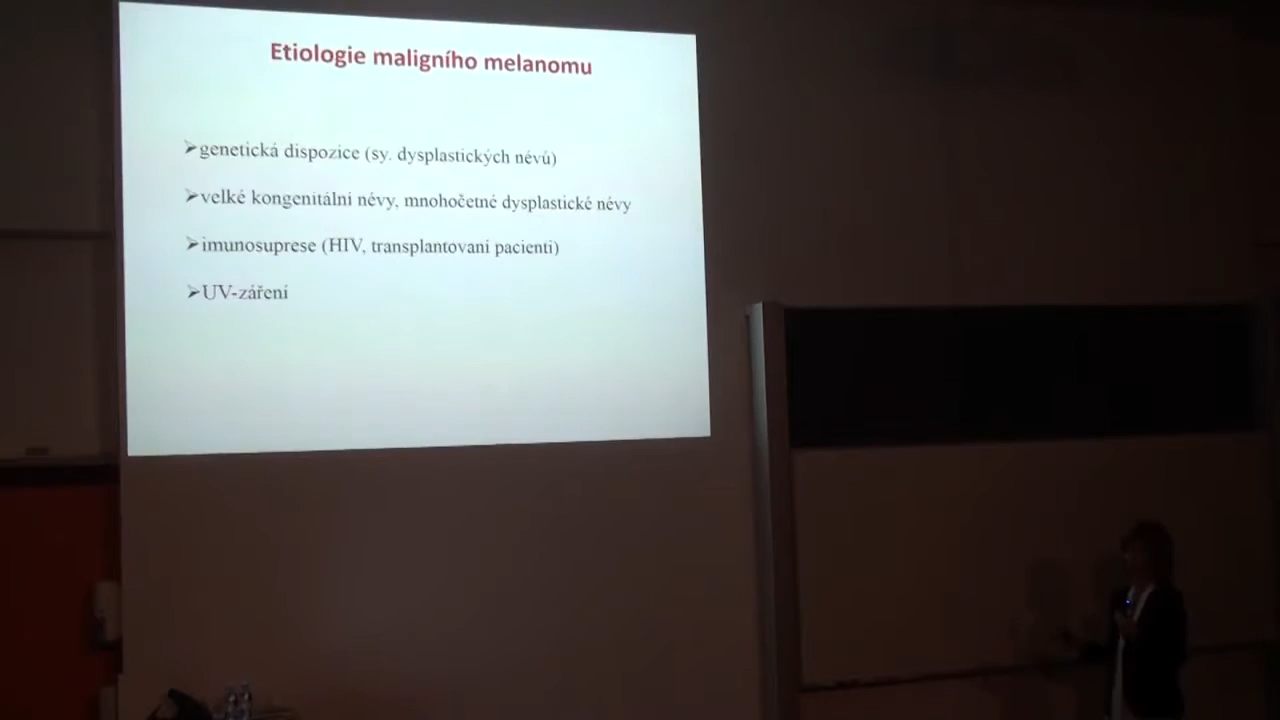 Etiologie maligního melanomu
➢genetická dispozice (sy. dysplastických névů)
➢velké kongenitální névy, mnohočetné dysplastické névy
➢imunosuprese (HIV, transplantovaní pacienti)
➢UV-záření